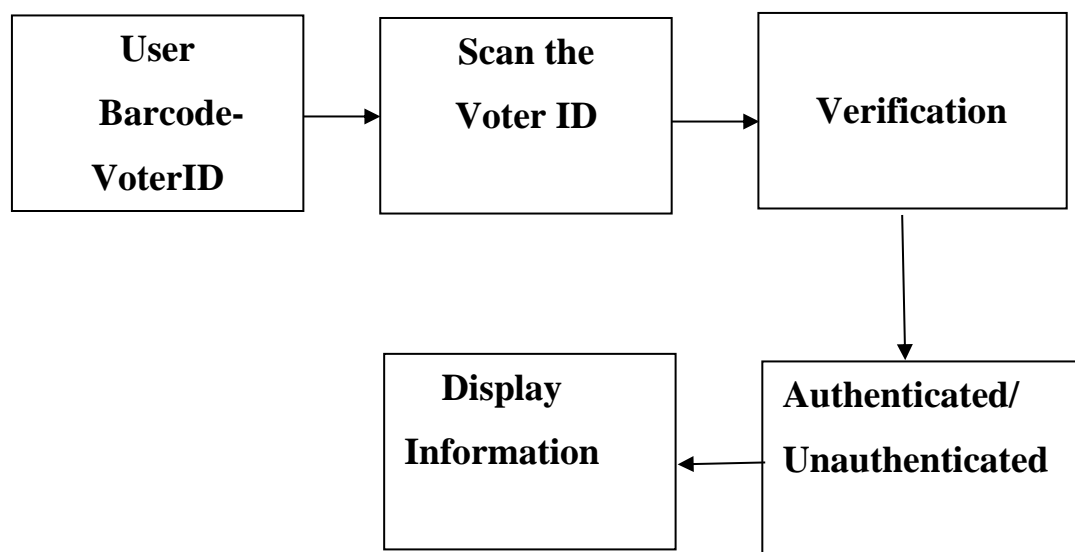 User
Barcode-
VoterID
Scan the
Voter ID
Verification
Authenticated/
Unauthenticated
Display
Information